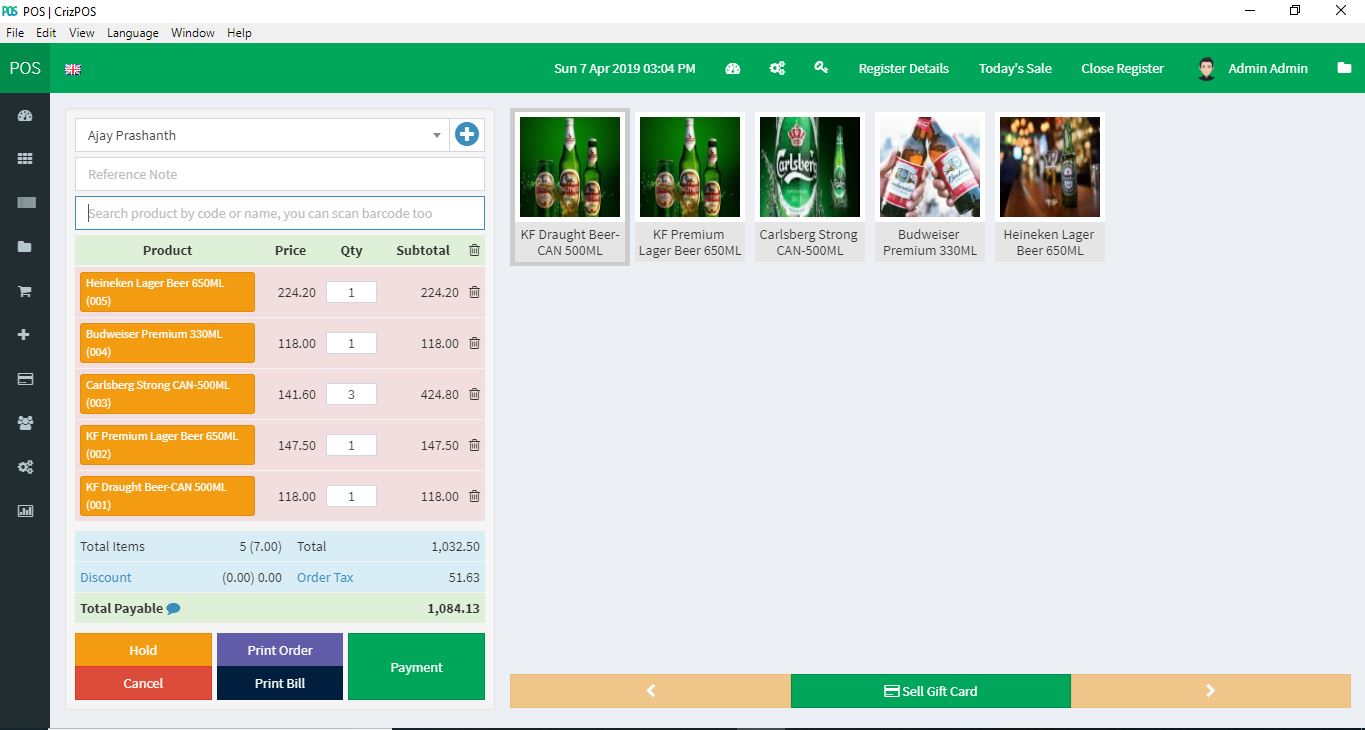 POS POS | CrizPOS
File Edit View Language Window Help
POS Sun 7 Apr 2019 03:04 PM Register Details Today's Sale Close Register Admin Admin
Ajay Prashanth
Reference Note
Search product by code or name, you can scan barcode too
Product Price Qty Subtotal
Heineken Lager Beer 650ML
(005)
224.20 1 224.20
Budweiser Premium 330ML
(004)
118.00 1 118.00
Carlsberg Strong CAN-500ML
(003)
141.60 3 424.80
KF Premium Lager Beer 650ML
(002)
147.50 1 147.50
KF Draught Beer-CAN 500ML
(001)
118.00 1 118.00
Total Items 5 (7.00) Total 1,032.50
Discount (0.00) 0.00 Order Tax 51.63
Total Payable 1,084.13
Hold Print Order Payment
Cancel Print Bill
Carlsberg
KF Draught Beer-
CAN 500ML
KF Premium
Lager Beer 650ML
Carlsberg Strong
CAN-500ML
Budweiser
Premium 330ML
Heineken Lager
Beer 650ML
Sell Gift Card